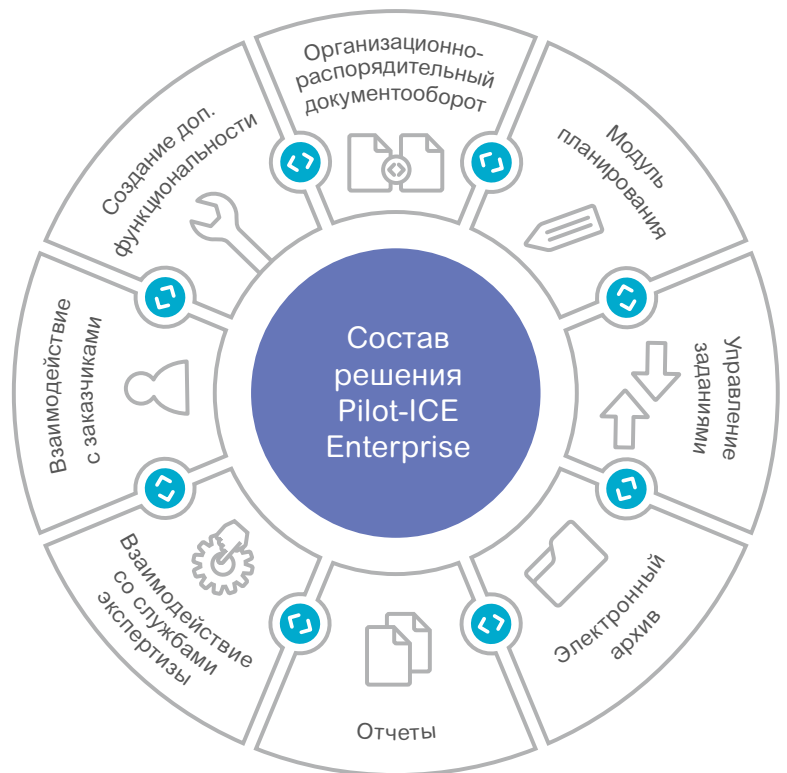 Организационно-
распорядительный
документооборот
Модуль
планирования
Управление
заданиями
Электронный
архив
Отчеты
Взаимодействие
со службами
экспертизы
Взаимодействие
с заказчиками
Создание доп.
функциональности
Состав
решения
Pilot-ICE
Enterprise